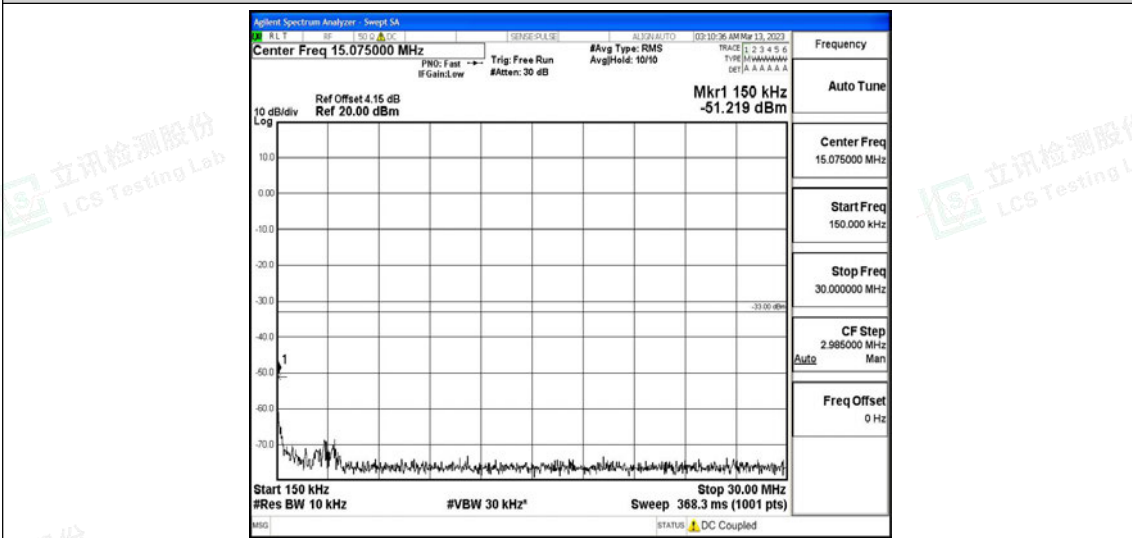 Agilent Spectrum Analyzer - Swept SA
RLT RF 50 Ω DC SENSE:PULSE ALIGN AUTO 03:10:36 AM Mar 13, 2023
Center Freq 15.075000 MHz
PNO: Fast
IFGain:Low
Trig: Free Run
#Atten: 30 dB
#Avg Type: RMS
Avg|Hold: 10/10
TRACE 1 2 3 4 5 6
TYPE MWWWWW
DET A A A A A A
Frequency
Auto Tune
Mkr1 150 kHz
-51.219 dBm
Ref Offset 4.15 dB
10 dB/div Ref 20.00 dBm
Log
10.0
0.00
-10.0
-20.0
-30.0
-33.00 dBm
-40.0
1
-50.0
-60.0
-70.0
Center Freq
15.075000 MHz
Start Freq
150.000 kHz
Stop Freq
30.000000 MHz
CF Step
2.985000 MHz
Auto Man
Freq Offset
0 Hz
Start 150 kHz Stop 30.00 MHz
#Res BW 10 kHz #VBW 30 kHz* Sweep 368.3 ms (1001 pts)
MSG STATUS DC Coupled
立讯检测股份
LCS Testing Lab
立讯检测股份
LCS Testing L